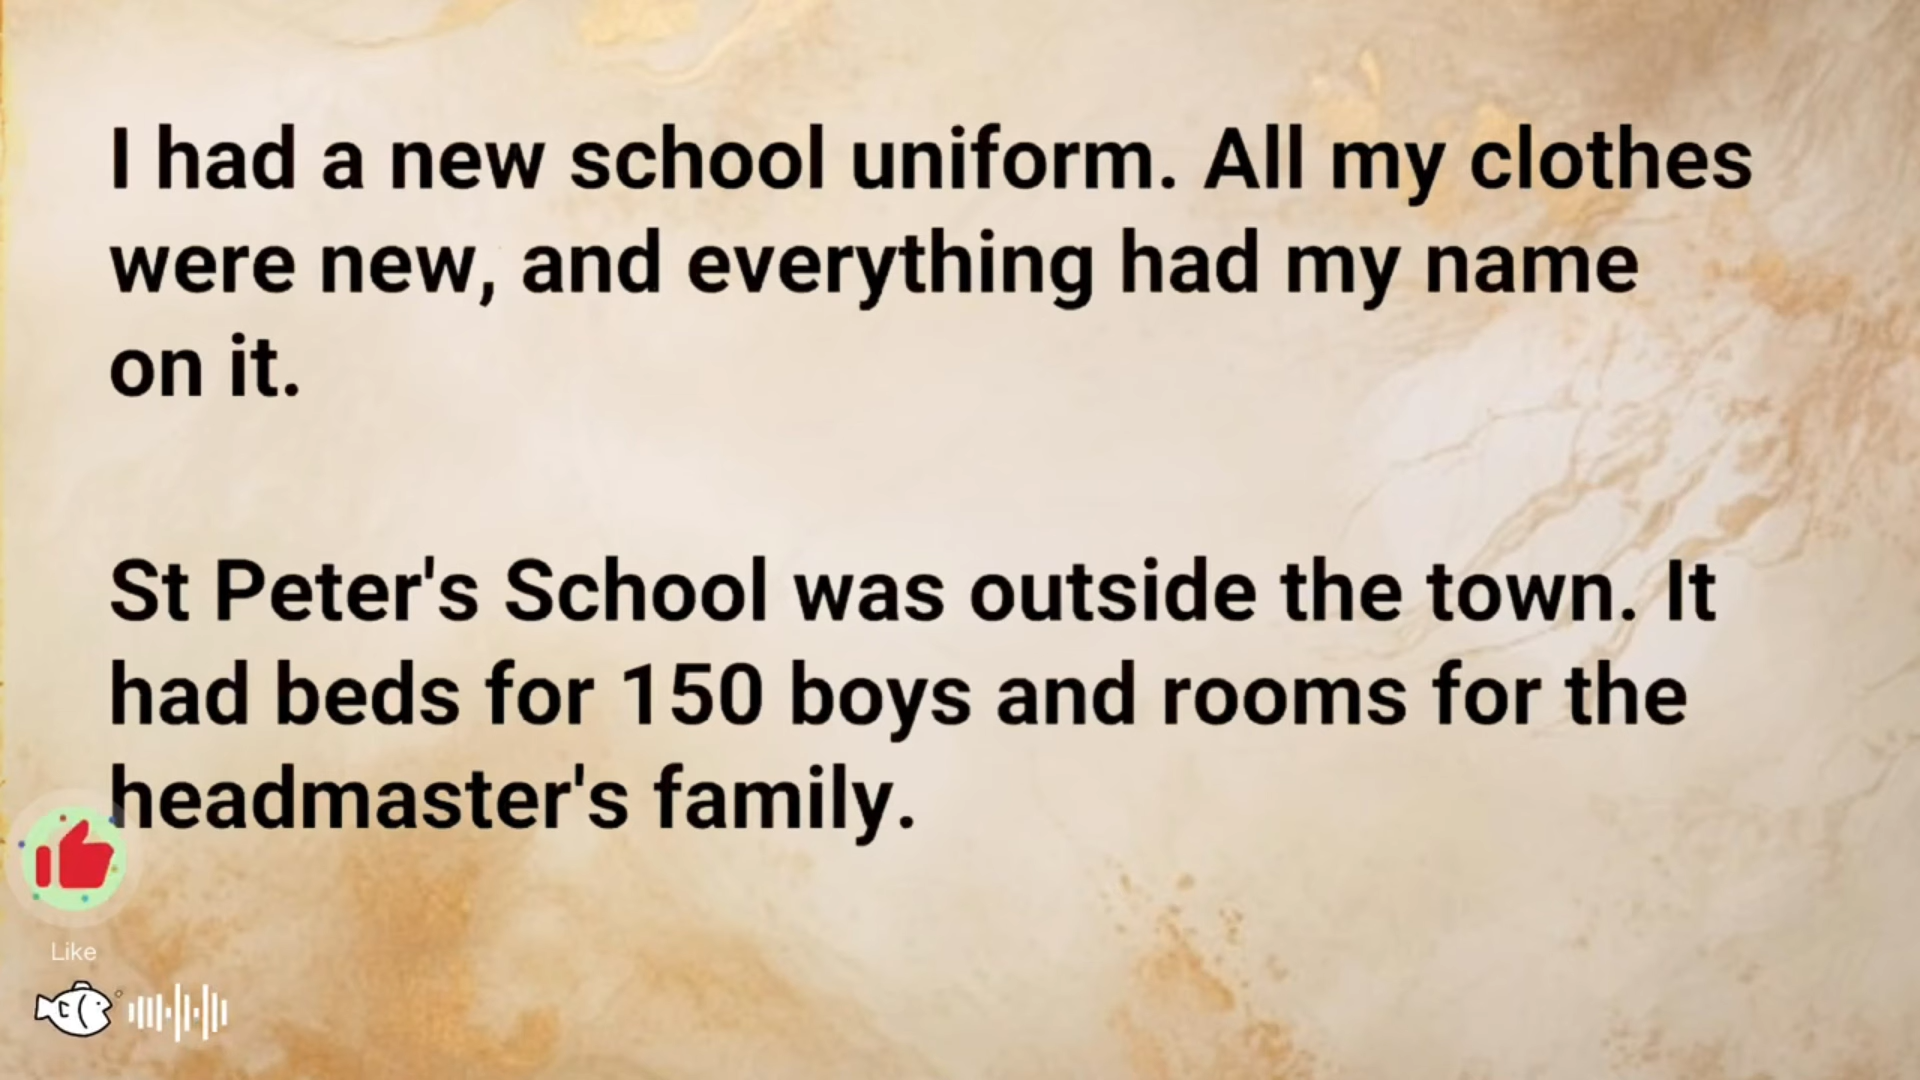 I had a new school uniform. All my clothes
were new, and everything had my name
on it.
St Peter's School was outside the town. It
had beds for 150 boys and rooms for the
headmaster's family.
Like